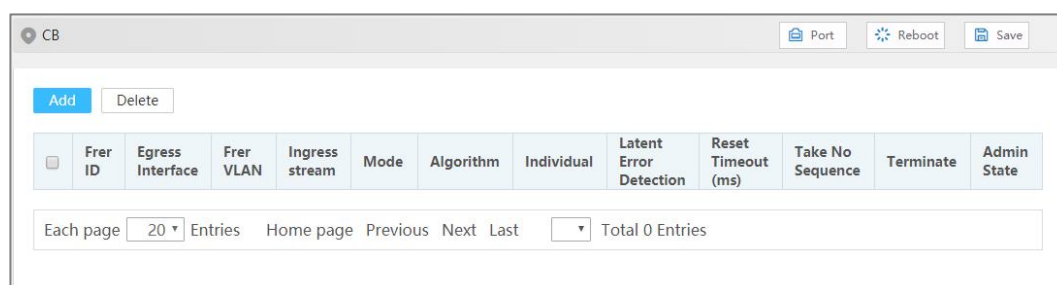 CB Port Reboot Save
Add Delete
Frer ID Egress Interface Frer VLAN Ingress stream Mode Algorithm Individual Latent Error Detection Reset Timeout (ms) Take No Sequence Terminate Admin State
Each page 20 Entries Home page Previous Next Last Total 0 Entries